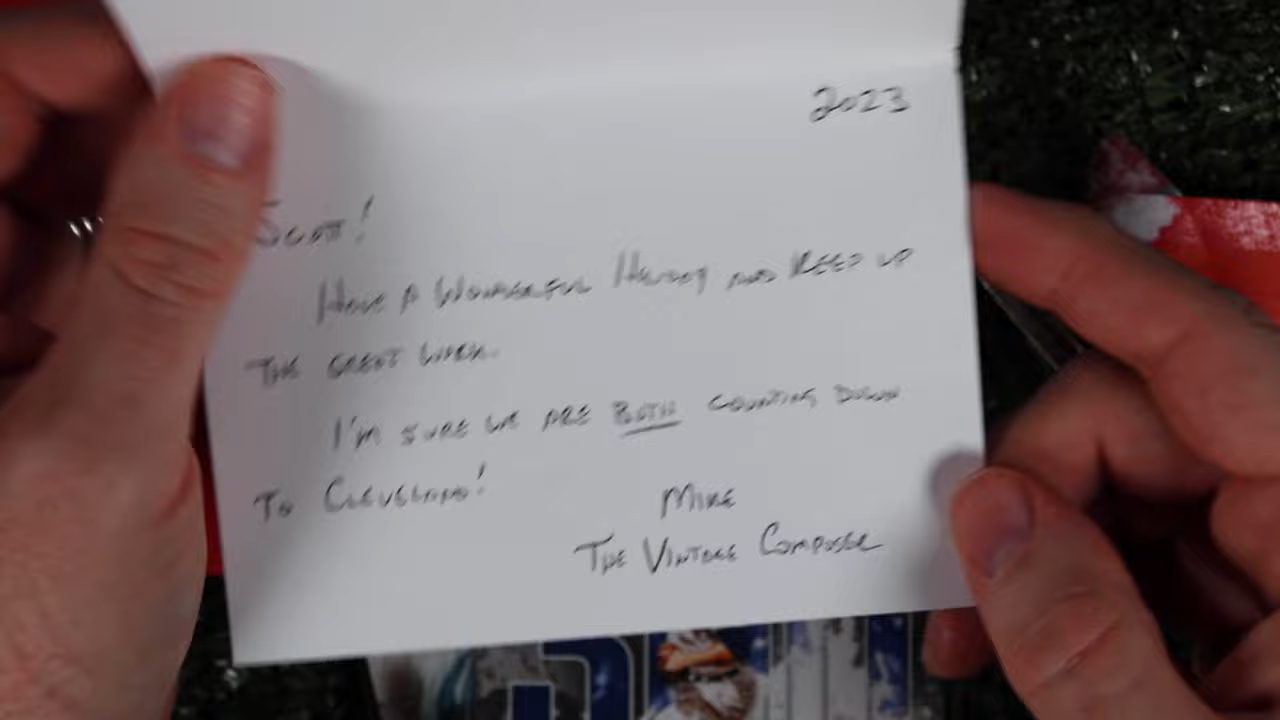 2023
SCOTT!
HAVE A WONDERFUL HOLIDAY AND KEEP UP
THE GREAT WORK.
I'M SURE WE ARE BOTH COUNTING DOWN
TO CLEVELAND!
MIKE
THE VINTAGE COMPOSER